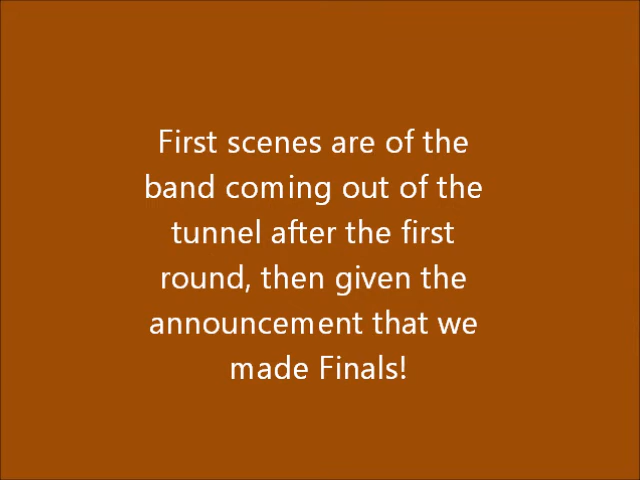 First scenes are of the
band coming out of the
tunnel after the first
round, then given the
announcement that we
made Finals!